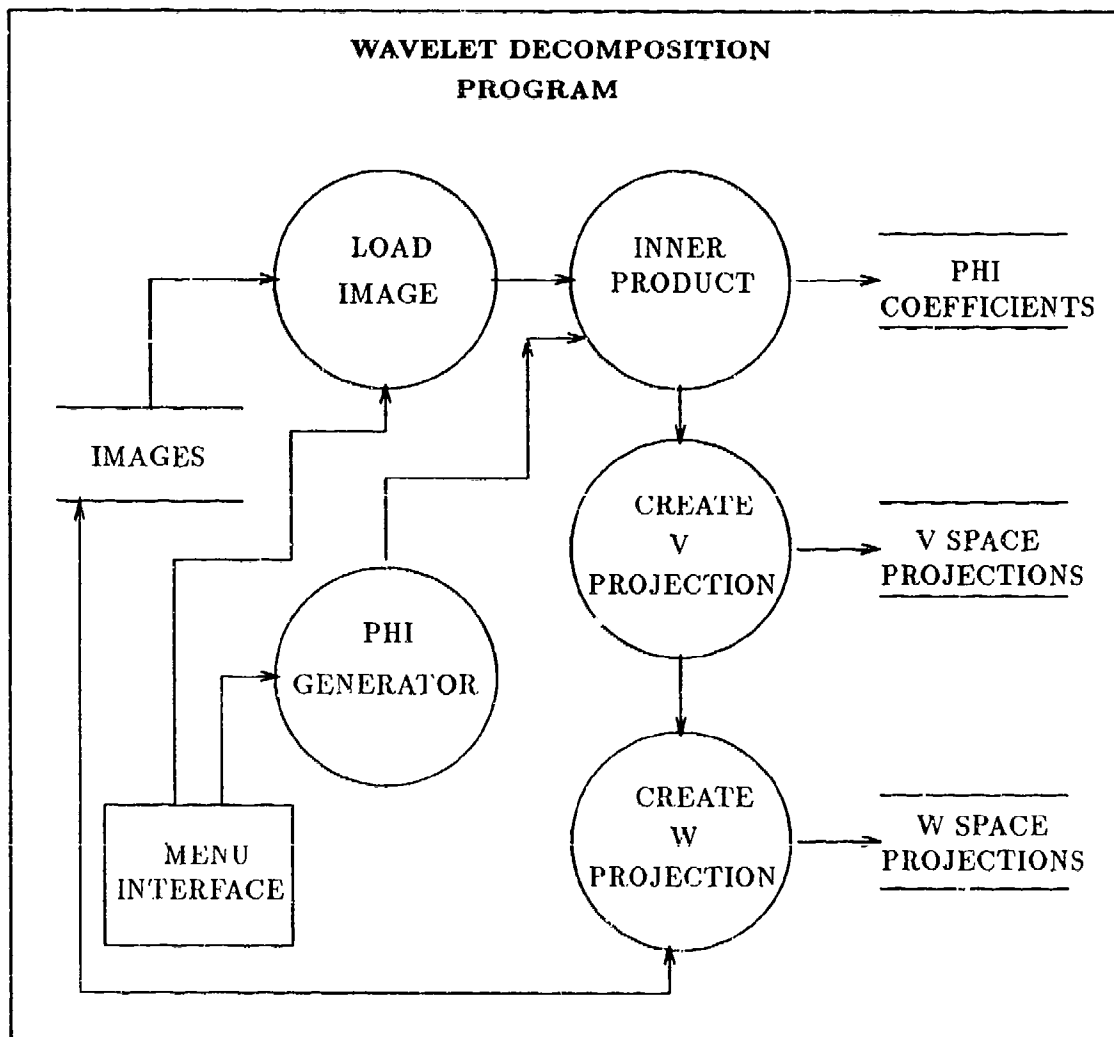 WAVELET DECOMPOSITION
PROGRAM
LOAD
IMAGE
INNER
PRODUCT
PHI
COEFFICIENTS
IMAGES
CREATE
V
PROJECTION
V SPACE
PROJECTIONS
PHI
GENERATOR
CREATE
W
PROJECTION
W SPACE
PROJECTIONS
MENU
INTERFACE